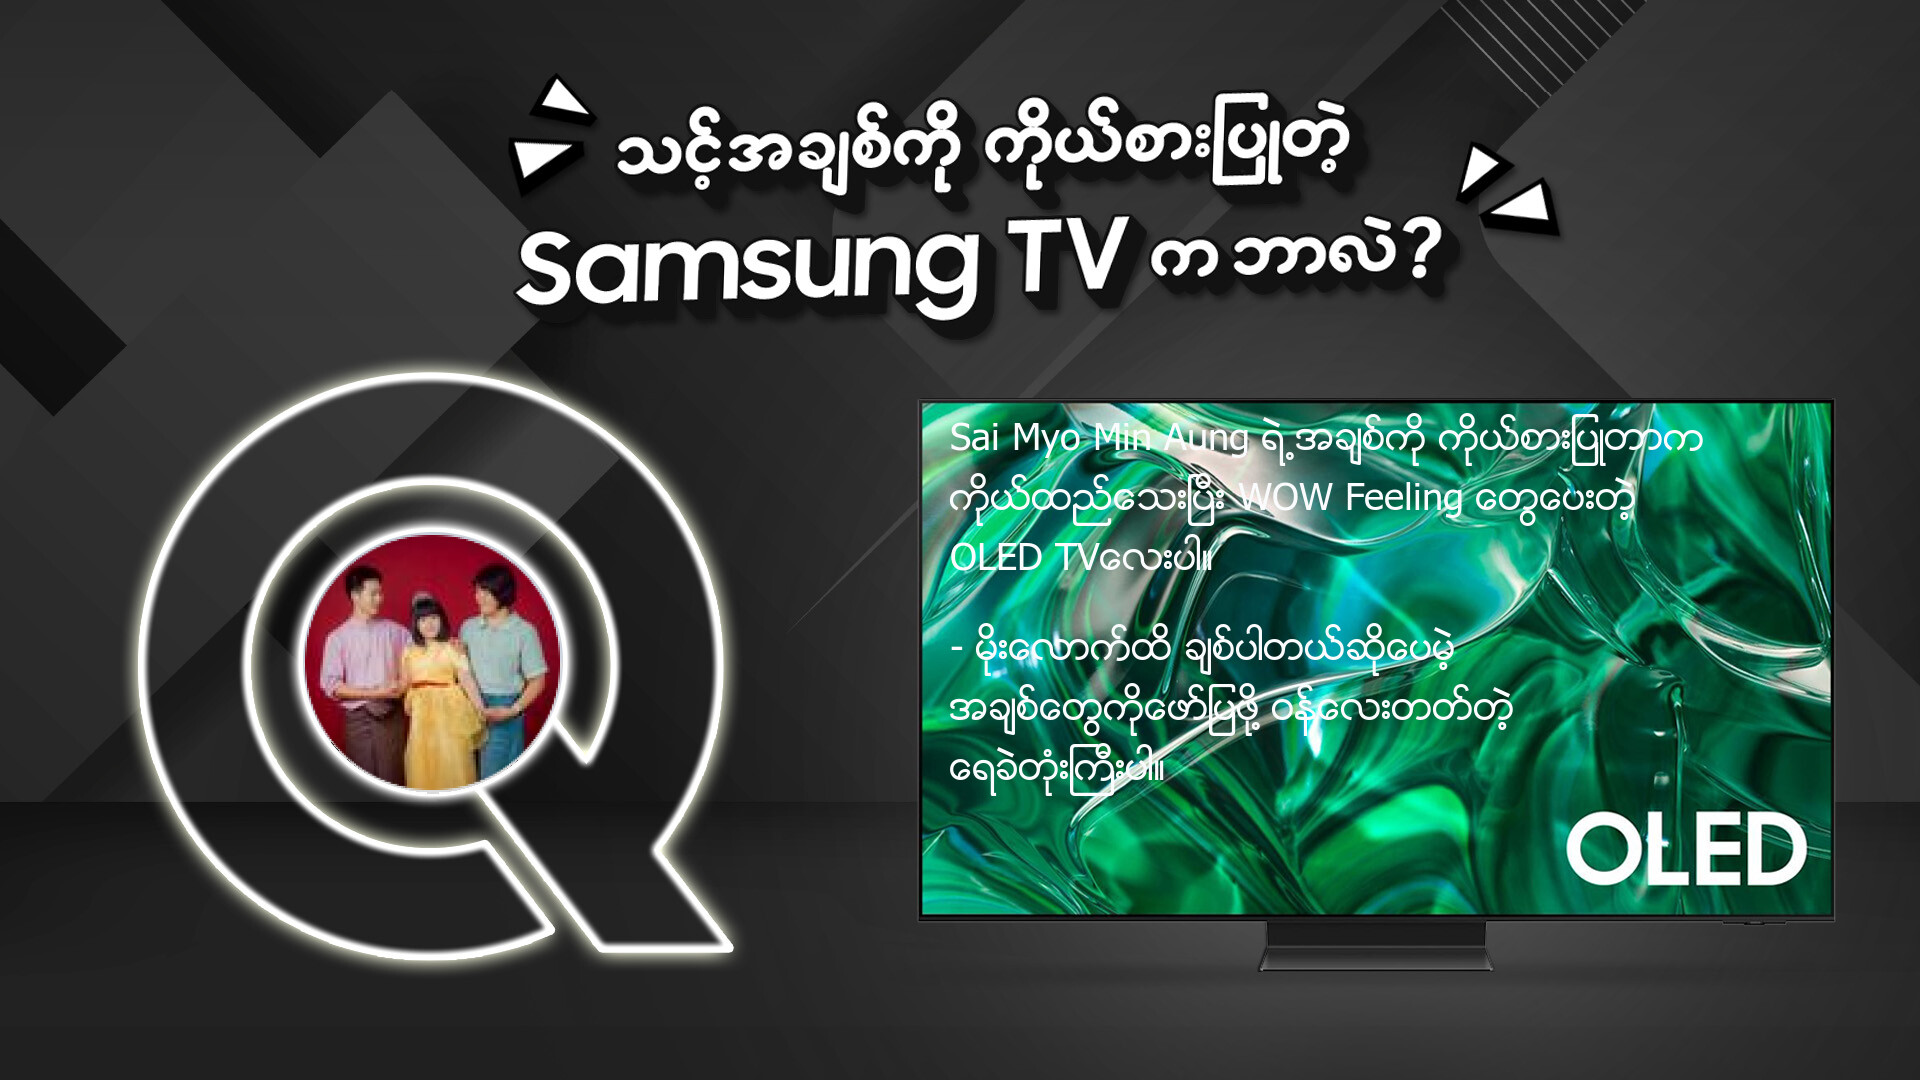 သင့်အချစ်ကို ကိုယ်စားပြုတဲ့
Samsung TV က ဘာလဲ?
Sai Myo Min Aung ရဲ့အချစ်ကို ကိုယ်စားပြုတာက
ကိုယ်ထည်သေးပြီး WOW Feeling တွေပေးတဲ့
OLED TVလေးပါ။
- မိုးလောက်ထိ ချစ်ပါတယ်ဆိုပေမဲ့
အချစ်တွေကိုဖော်ပြဖို့ ဝန်လေးတတ်တဲ့
ရေခဲတုံးကြီးပါ။
OLED